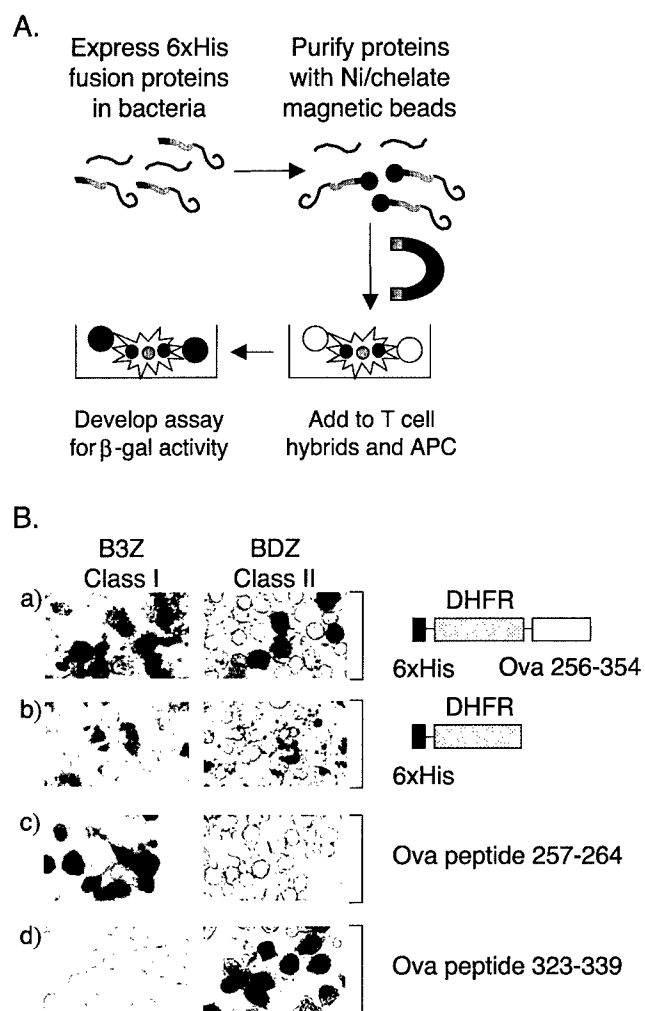 A.
Express 6xHis
fusion proteins
in bacteria
Purify proteins
with Ni/chelate
magnetic beads
Develop assay
for β-gal activity
Add to T cell
hybrids and APC
B.
B3Z
Class I
BDZ
Class II
a)
DHFR
6xHis
Ova 256-354
b)
DHFR
6xHis
c)
Ova peptide 257-264
d)
Ova peptide 323-339